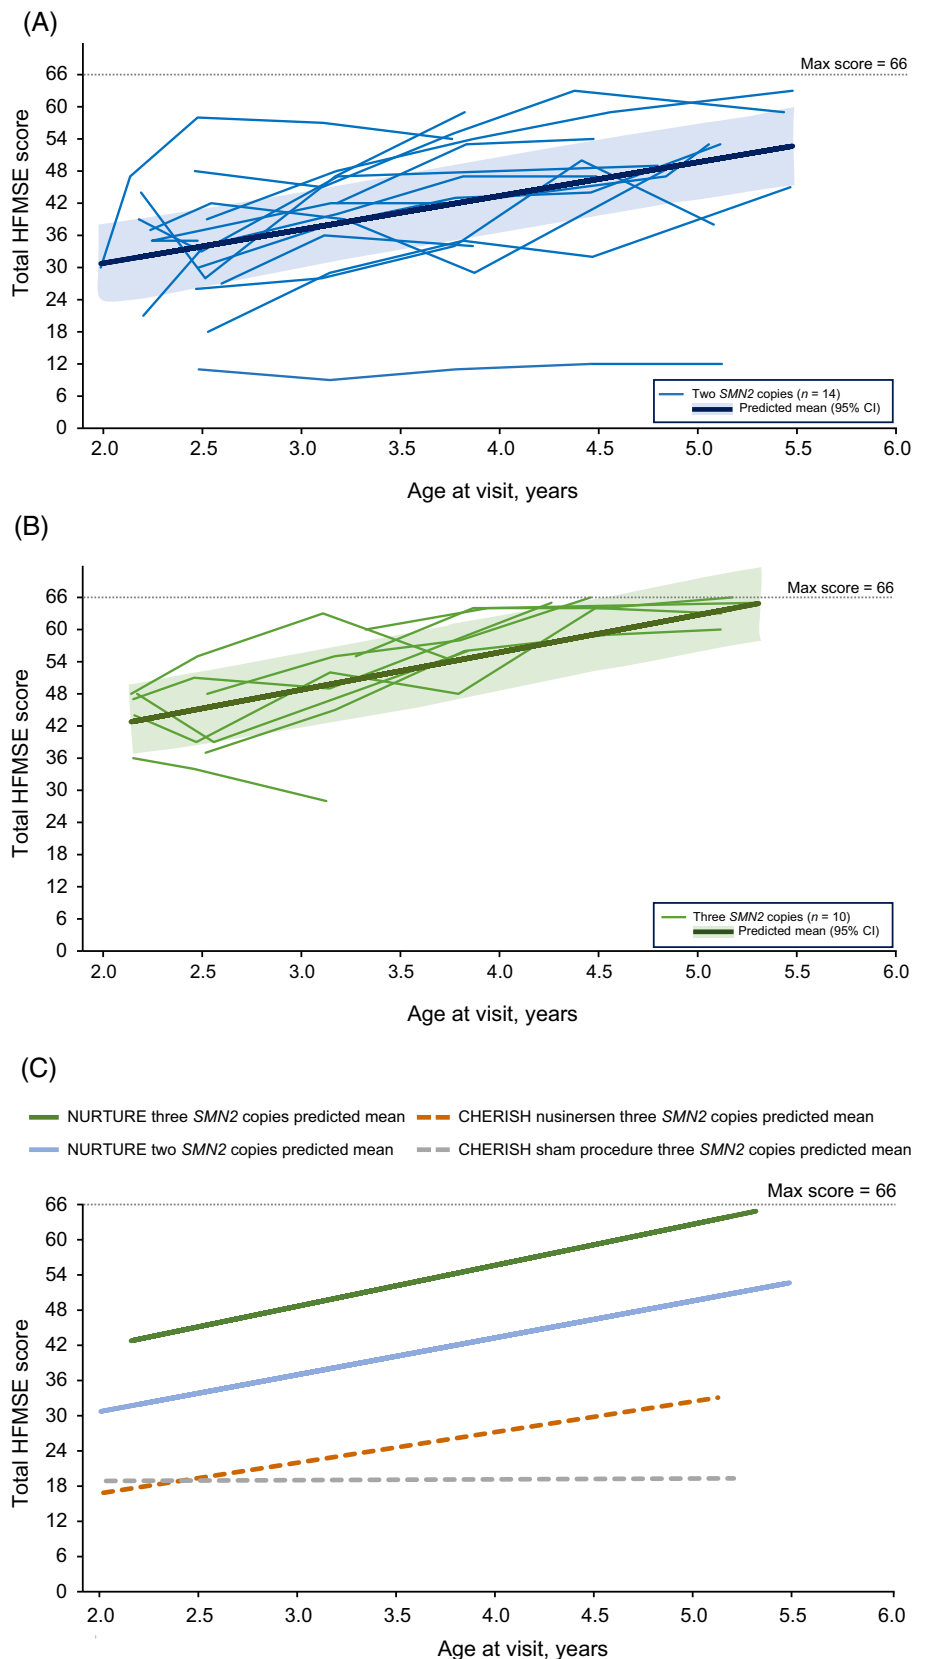 (A)
Max score = 66
66
60
54
48
42
36
30
24
18
12
6
0
Total HFMSE score
Two SMN2 copies (n = 14)
Predicted mean (95% CI)
2.0 2.5 3.0 3.5 4.0 4.5 5.0 5.5 6.0
Age at visit, years
(B)
Max score = 66
66
60
54
48
42
36
30
24
18
12
6
0
Total HFMSE score
Three SMN2 copies (n = 10)
Predicted mean (95% CI)
2.0 2.5 3.0 3.5 4.0 4.5 5.0 5.5 6.0
Age at visit, years
(C)
NURTURE three SMN2 copies predicted mean CHERISH nusinersen three SMN2 copies predicted mean
NURTURE two SMN2 copies predicted mean CHERISH sham procedure three SMN2 copies predicted mean
Max score = 66
66
60
54
48
42
36
30
24
18
12
6
0
Total HFMSE score
2.0 2.5 3.0 3.5 4.0 4.5 5.0 5.5 6.0
Age at visit, years